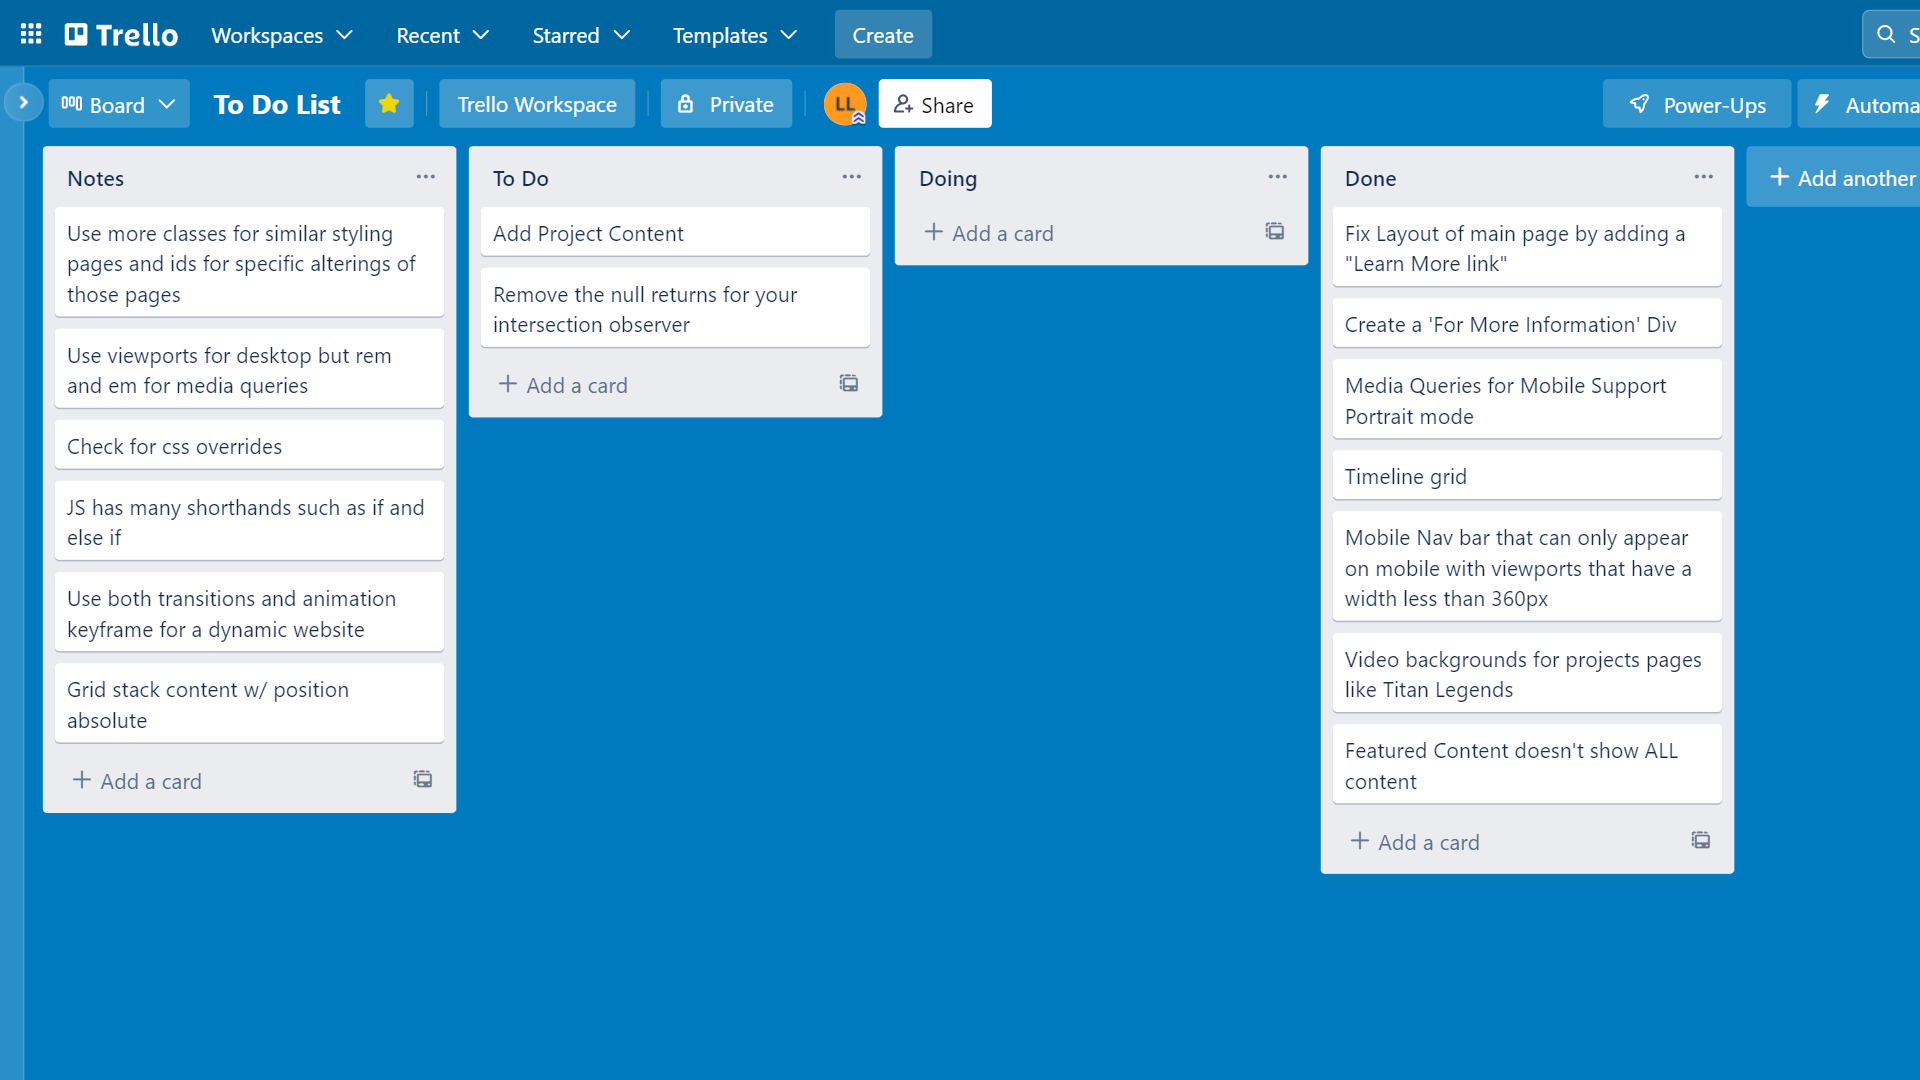 Trello
Workspaces
Recent
Starred
Templates
Create
Board
To Do List
Trello Workspace
Private
LL
Share
Power-Ups
Notes
Use more classes for similar styling
pages and ids for specific alterings of
those pages
Use viewports for desktop but rem
and em for media queries
Check for css overrides
JS has many shorthands such as if and
else if
Use both transitions and animation
keyframe for a dynamic website
Grid stack content w/ position
absolute
+ Add a card
To Do
Add Project Content
Remove the null returns for your
intersection observer
+ Add a card
Doing
+ Add a card
Done
Fix Layout of main page by adding a
"Learn More link"
Create a 'For More Information' Div
Media Queries for Mobile Support
Portrait mode
Timeline grid
Mobile Nav bar that can only appear
on mobile with viewports that have a
width less than 360px
Video backgrounds for projects pages
like Titan Legends
Featured Content doesn't show ALL
content
+ Add a card
+ Add another